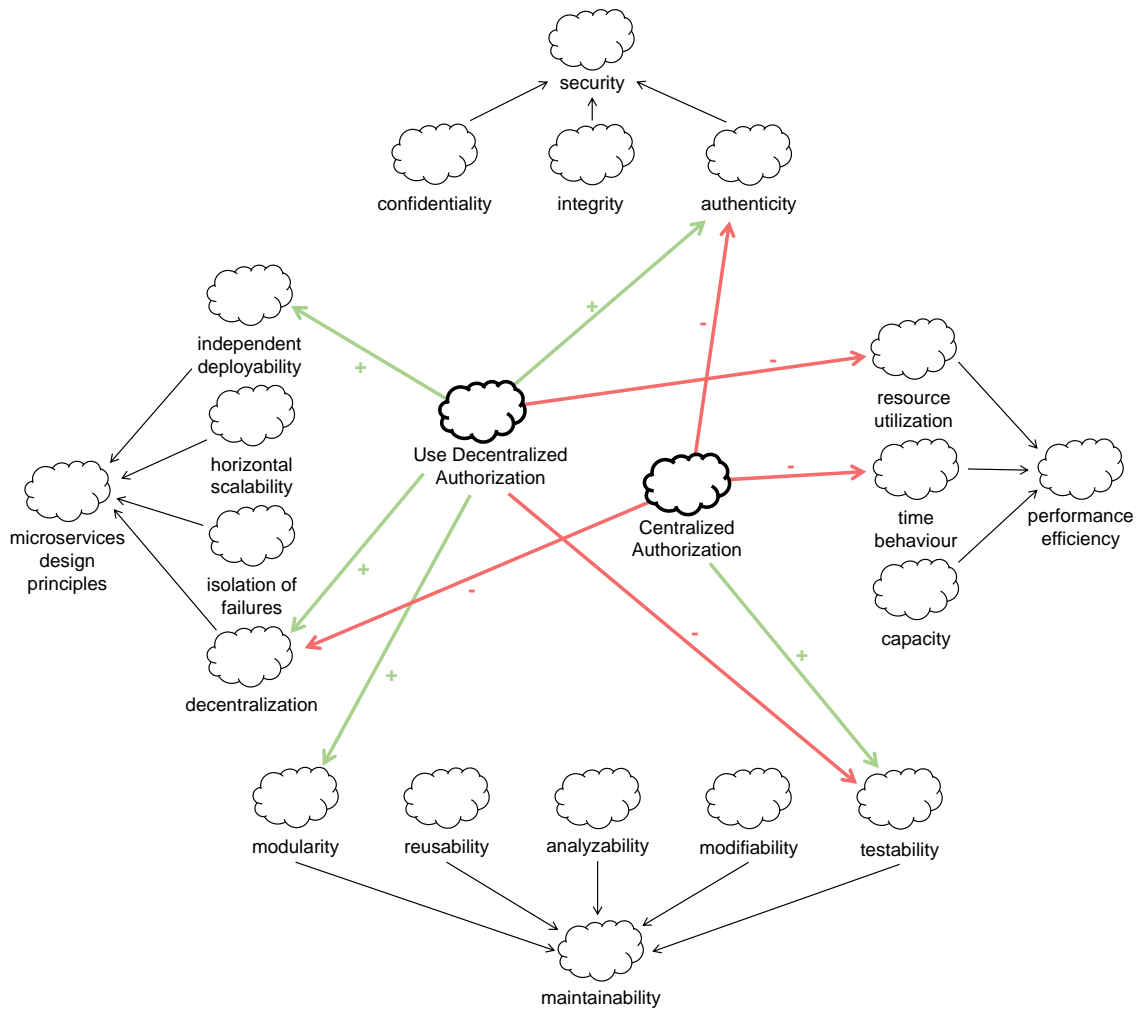 security
confidentiality
integrity
authenticity
+
-
independent
deployability
+
-
resource
utilization
horizontal
scalability
Use Decentralized
Authorization
-
Centralized
Authorization
time
behaviour
performance
efficiency
microservices
design
principles
isolation of
failures
+
-
capacity
-
+
decentralization
+
modularity
reusability
analyzability
modifiability
testability
maintainability